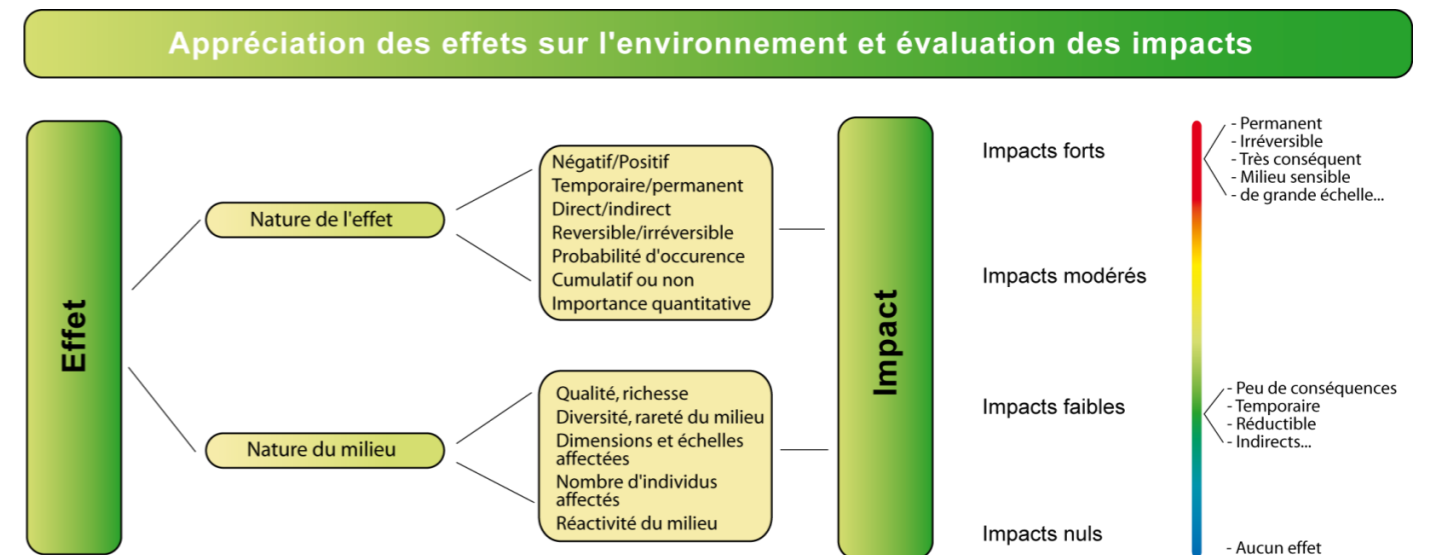 Appréciation des effets sur l'environnement et évaluation des impacts
Effet
Nature de l'effet
Négatif/Positif
Temporaire/permanent
Direct/indirect
Reversible/irréversible
Probabilité d'occurence
Cumulatif ou non
Importance quantitative
Nature du milieu
Qualité, richesse
Diversité, rareté du milieu
Dimensions et échelles
affectées
Nombre d'individus
affectés
Réactivité du milieu
Impact
Impacts forts
- Permanent
- Irréversible
- Très conséquent
- Milieu sensible
- de grande échelle...
Impacts modérés
Impacts faibles
- Peu de conséquences
- Temporaire
- Réductible
- Indirects...
Impacts nuls
- Aucun effet